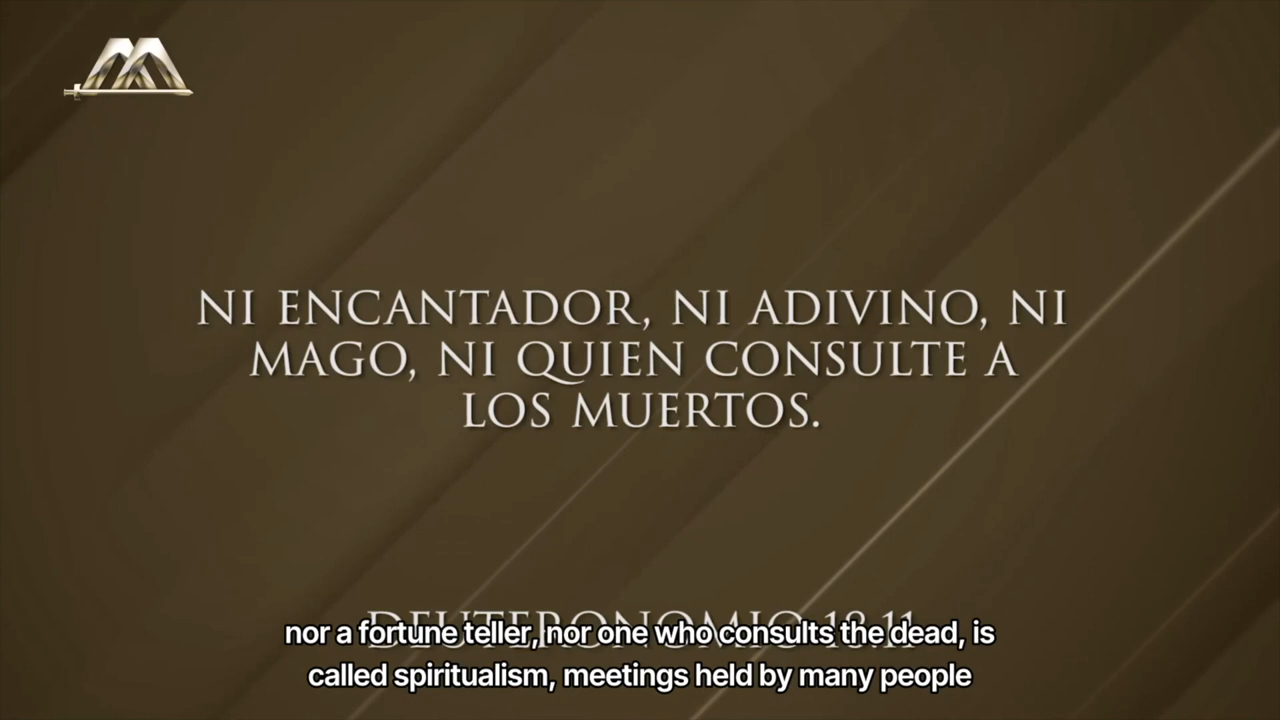 NI ENCANTADOR, NI ADIVINO, NI
MAGO, NI QUIEN CONSULTE A
LOS MUERTOS.
DEUTERONOMIO 18.11
nor a fortune teller, nor one who consults the dead, is
called spiritualism, meetings held by many people